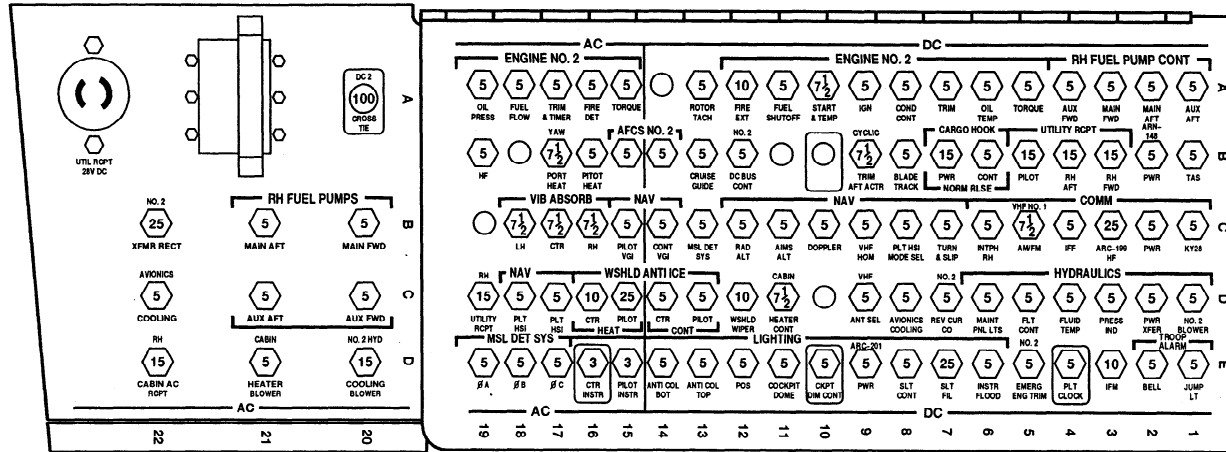 AC
DC
ENGINE NO. 2
ENGINE NO. 2
RH FUEL PUMP CONT
5 5 5 5 5 5 10 5 7 1/2 5 5 5 5 5 5 5 5 5
A
OIL PRESS
FUEL FLOW
TRIM & TIMER
FIRE DET
TORQUE
ROTOR TACH
FIRE EXT
FUEL SHUTOFF
START & TEMP
IGN
COND CONT
TRIM
OIL TEMP
TORQUE
AUX FWD
MAIN FWD
MAIN AFT
AUX AFT
DC 2
100
CROSS TIE
A
UTIL RCPT
28V DC
AFCS NO. 2
CARGO HOOK
UTILITY RCPT
YAW
NO. 2
CYCLIC
ARN-148
5 7 1/2 5 5 5 5 5 7 1/2 5 15 5 15 15 15 5 5
B
HF
PORT HEAT
PITOT HEAT
CRUISE GUIDE
DC BUS CONT
TRIM AFT ACTR
BLADE TRACK
PWR
CONT
NORM RLSE
PILOT
RH AFT
RH FWD
PWR
TAS
RH FUEL PUMPS
NO. 2
25 5 5
B
XFMR RECT
MAIN AFT
MAIN FWD
VIB ABSORB
NAV
NAV
COMM
VHF NO. 1
7 1/2 7 1/2 7 1/2 5 5 5 5 5 5 5 5 5 5 7 1/2 5 25 5 5
C
LH
CTR
RH
PILOT VGI
CONT VGI
MSL DET SYS
RAD ALT
AIMS ALT
DOPPLER
VHF HOM
PLT HSI MODE SEL
TURN & SLIP
INTPH RH
AM/FM
IFF
ARC-199 HF
PWR
KY28
AVIONICS
5 5 5
C
COOLING
AUX AFT
AUX FWD
RH
NAV
WSHLD ANTI ICE
CABIN
VHF
NO. 2
HYDRAULICS
15 5 5 10 25 5 5 10 7 1/2 5 5 5 5 5 5 5 5 5
D
UTILITY RCPT
PLT HSI
PLT HSI
CTR
PILOT
HEAT
CTR
PILOT
CONT
WSHLD WIPER
HEATER CONT
ANT SEL
AVIONICS COOLING
REV CUR CO
MAINT PNL LTS
FLT CONT
FLUID TEMP
PRESS IND
PWR XFER
NO. 2 BLOWER
RH
CABIN
NO. 2 HYD
15 5 15
D
CABIN AC RCPT
HEATER BLOWER
COOLING BLOWER
MSL DET SYS
LIGHTING
ARC-201
NO. 2
TROOP ALARM
5 5 5 3 3 5 5 5 5 5 5 5 25 5 5 5 10 5 5
E
Ø A
Ø B
Ø C
CTR INSTR
PILOT INSTR
ANTI COL BOT
ANTI COL TOP
POS
COCKPIT DOME
CKPT DIM CONT
PWR
SLT CONT
SLT FIL
INSTR FLOOD
EMERG ENG TRIM
PLT CLOCK
IFM
BELL
JUMP LT
AC
AC
DC
22 21 20
19 18 17 16 15 14 13 12 11 10 9 8 7 6 5 4 3 2 1